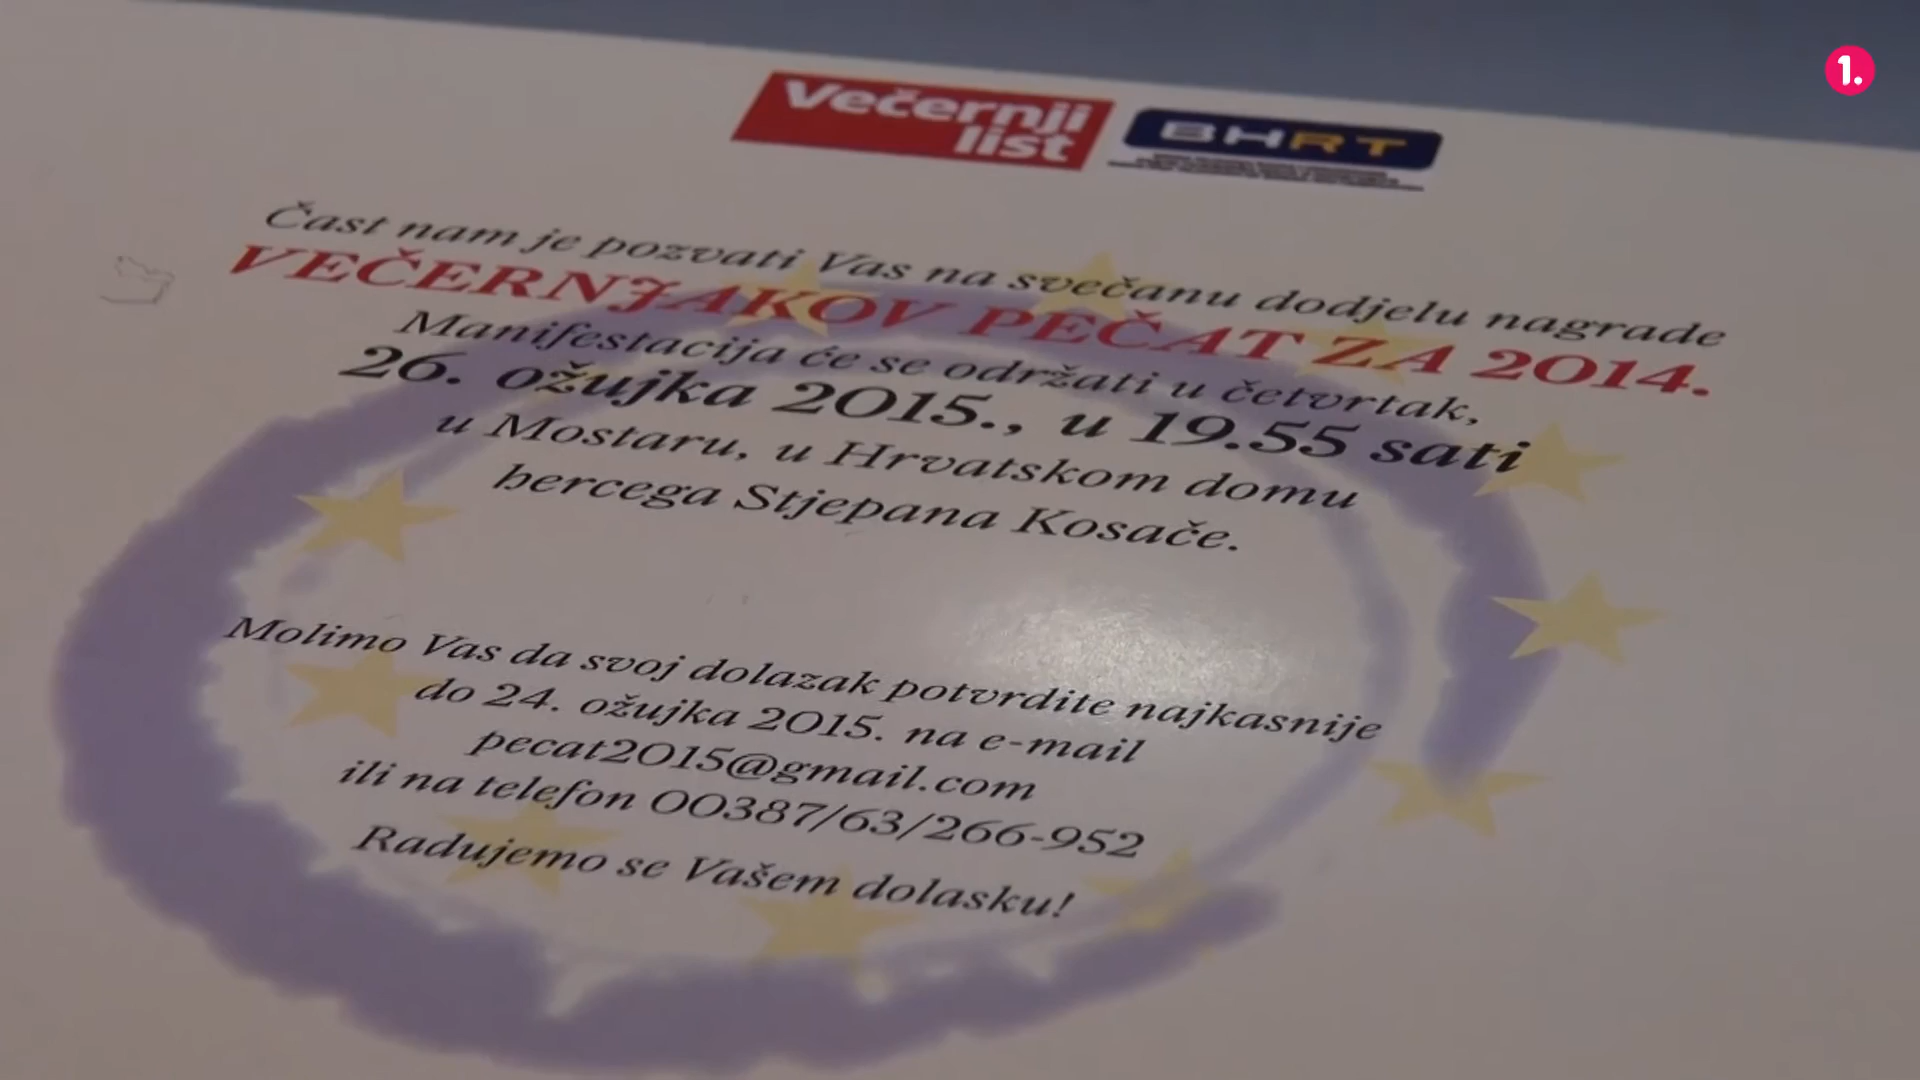 1.
Večernji
list
BHRT
Čast nam je pozvati Vas na svečanu dodjelu nagrade
VEČERNJAKOV PEČAT ZA 2014.
Manifestacija će se održati u četvrtak,
26. ožujka 2015., u 19.55 sati
u Mostaru, u Hrvatskom domu
hercega Stjepana Kosače.
Molimo Vas da svoj dolazak potvrdite najkasnije
do 24. ožujka 2015. na e-mail
pecat2015@gmail.com
ili na telefon 00387/63/266-952
Radujemo se Vašem dolasku!